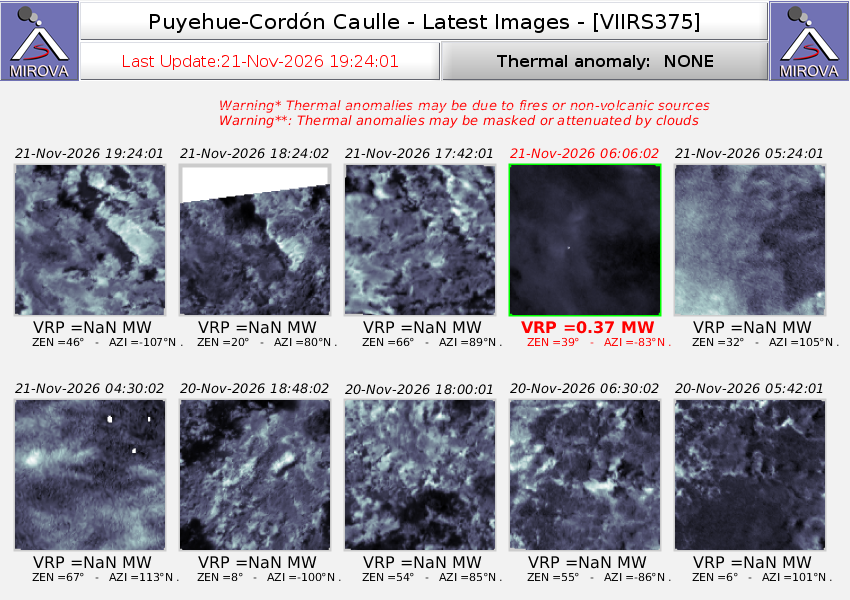 Puyehue-Cordón Caulle - Latest Images - [VIIRS375]
MIROVA
Last Update:21-Nov-2026 19:24:01
Thermal anomaly: NONE
MIROVA
Warning* Thermal anomalies may be due to fires or non-volcanic sources
Warning**: Thermal anomalies may be masked or attenuated by clouds
21-Nov-2026 19:24:01
21-Nov-2026 18:24:02
21-Nov-2026 17:42:01
21-Nov-2026 06:06:02
21-Nov-2026 05:24:01
VRP =NaN MW
VRP =NaN MW
VRP =NaN MW
VRP =0.37 MW
VRP =NaN MW
ZEN =46° - AZI =-107°N .
ZEN =20° - AZI =80°N .
ZEN =66° - AZI =89°N .
ZEN =39° - AZI =-83°N .
ZEN =32° - AZI =105°N .
21-Nov-2026 04:30:02
20-Nov-2026 18:48:02
20-Nov-2026 18:00:01
20-Nov-2026 06:30:02
20-Nov-2026 05:42:01
VRP =NaN MW
VRP =NaN MW
VRP =NaN MW
VRP =NaN MW
VRP =NaN MW
ZEN =67° - AZI =113°N .
ZEN =8° - AZI =-100°N .
ZEN =54° - AZI =85°N .
ZEN =55° - AZI =-86°N .
ZEN =6° - AZI =101°N .